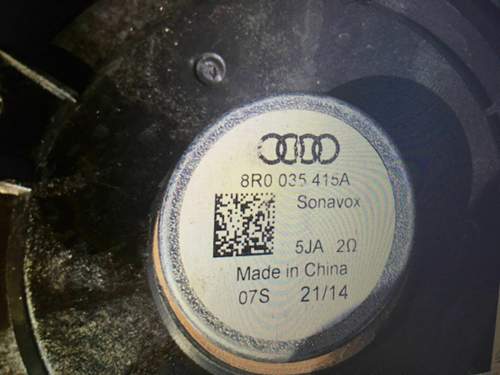 8R0 035 415A
Sonavox
5JA 2Ω
Made in China
07S 21/14